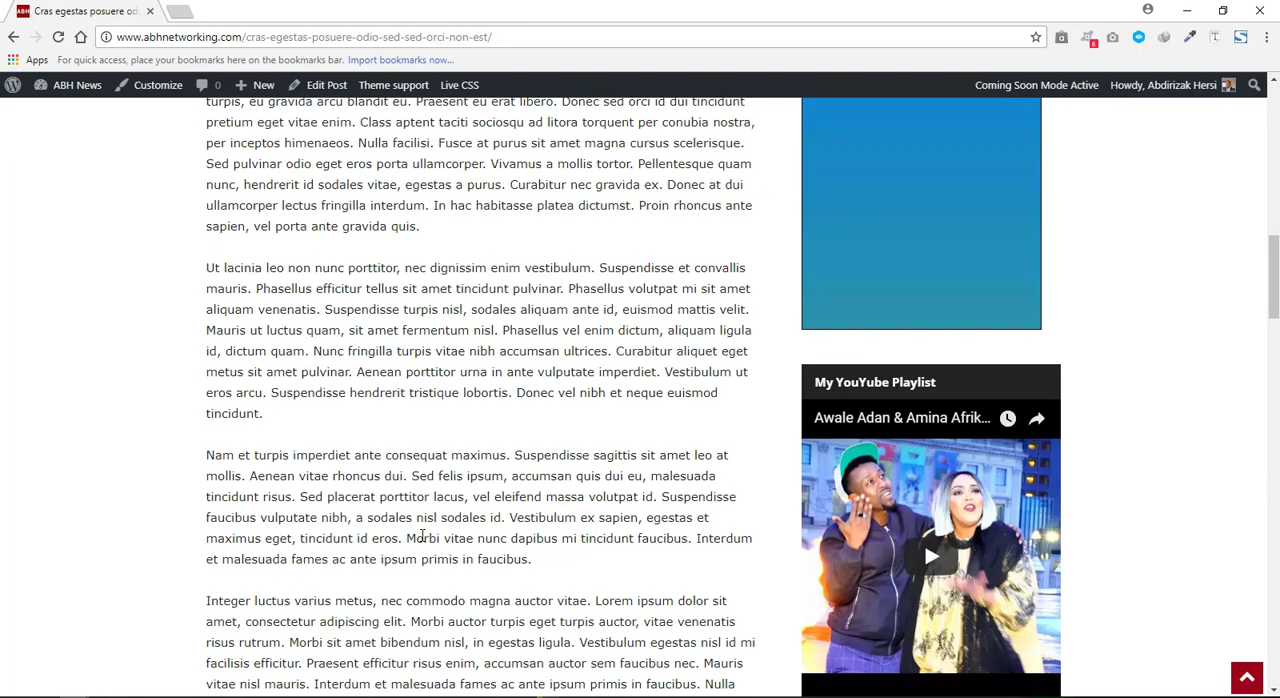 Cras egestas posuere od
www.abhnetworking.com/cras-egestas-posuere-odio-sed-sed-orci-non-est/
Apps For quick access, place your bookmarks here on the bookmarks bar. Import bookmarks now...
ABH News Customize 0 New Edit Post Theme support Live CSS Coming Soon Mode Active Howdy, Abdirizak Hersi
turpis, eu gravida arcu blandit eu. Praesent eu erat libero. Donec sed orci id dui tincidunt
pretium eget vitae enim. Class aptent taciti sociosqu ad litora torquent per conubia nostra,
per inceptos himenaeos. Nulla facilisi. Fusce at purus sit amet magna cursus scelerisque.
Sed pulvinar odio eget eros porta ullamcorper. Vivamus a mollis tortor. Pellentesque quam
nunc, hendrerit id sodales vitae, egestas a purus. Curabitur nec gravida ex. Donec at dui
ullamcorper lectus fringilla interdum. In hac habitasse platea dictumst. Proin rhoncus ante
sapien, vel porta ante gravida quis.
Ut lacinia leo non nunc porttitor, nec dignissim enim vestibulum. Suspendisse et convallis
mauris. Phasellus efficitur tellus sit amet tincidunt pulvinar. Phasellus volutpat mi sit amet
aliquam venenatis. Suspendisse turpis nisl, sodales aliquam ante id, euismod mattis velit.
Mauris ut luctus quam, sit amet fermentum nisl. Phasellus vel enim dictum, aliquam ligula
id, dictum quam. Nunc fringilla turpis vitae nibh accumsan ultrices. Curabitur aliquet eget
metus sit amet pulvinar. Aenean porttitor urna in ante vulputate imperdiet. Vestibulum ut
eros arcu. Suspendisse hendrerit tristique lobortis. Donec vel nibh et neque euismod
tincidunt.
Nam et turpis imperdiet ante consequat maximus. Suspendisse sagittis sit amet leo at
mollis. Aenean vitae rhoncus dui. Sed felis ipsum, accumsan quis dui eu, malesuada
tincidunt risus. Sed placerat porttitor lacus, vel eleifend massa volutpat id. Suspendisse
faucibus vulputate nibh, a sodales nisl sodales id. Vestibulum ex sapien, egestas et
maximus non, tincidunt id eros. Morbi vitae nunc dapibus mi tincidunt faucibus. Interdum
et malesuada fames ac ante ipsum primis in faucibus.
Integer luctus varius metus, nec commodo magna auctor vitae. Lorem ipsum dolor sit
amet, consectetur adipiscing elit. Morbi auctor turpis eget turpis auctor, vitae venenatis
risus rutrum. Morbi sit amet bibendum nisl, in egestas ligula. Vestibulum egestas nisl id mi
facilisis efficitur. Praesent efficitur risus enim, accumsan auctor sem faucibus nec. Mauris
vitae nisl mauris. Interdum et malesuada fames ac ante ipsum primis in faucibus. Nulla
My YouYube Playlist
Awale Adan & Amina Afrik...